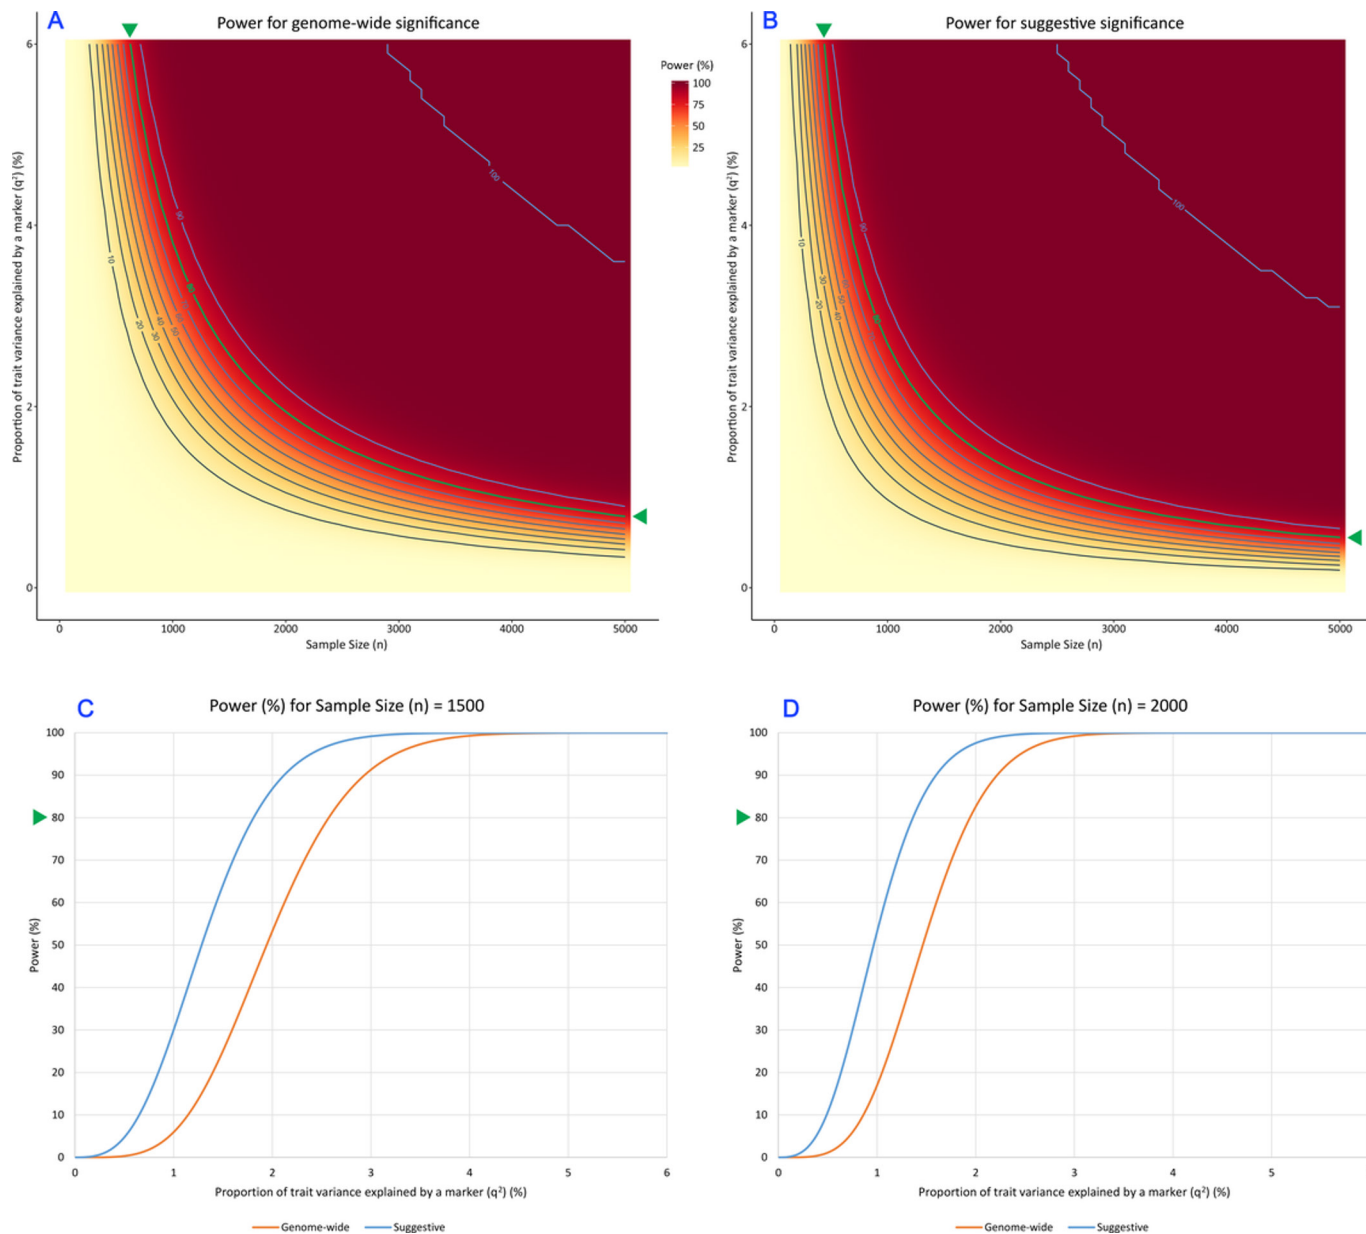 A
Power for genome-wide significance
Proportion of trait variance explained by a marker (q²) (%)
6
4
2
0
100
90
80
10
20
30
40
50
0 1000 2000 3000 4000 5000
Sample Size (n)
Power (%)
100
75
50
25
B
Power for suggestive significance
Proportion of trait variance explained by a marker (q²) (%)
6
4
2
0
100
90
10
30
20
0 1000 2000 3000 4000 5000
Sample Size (n)
C
Power (%) for Sample Size (n) = 1500
Power (%)
100
90
80
70
60
50
40
30
20
10
0
0 1 2 3 4 5 6
Proportion of trait variance explained by a marker (q²) (%)
Genome-wide Suggestive
D
Power (%) for Sample Size (n) = 2000
Power (%)
100
90
80
70
60
50
40
30
20
10
0
0 1 2 3 4 5
Proportion of trait variance explained by a marker (q²) (%)
Genome-wide Suggestive